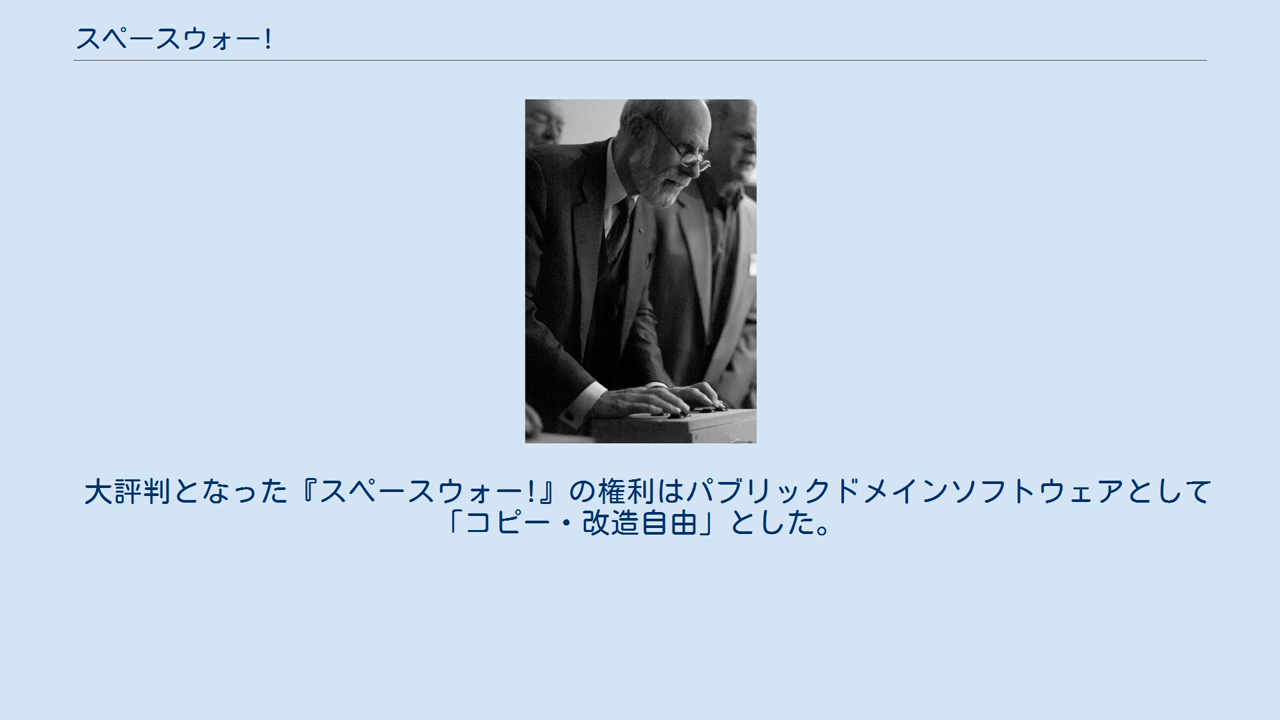 スペースウォー!
大評判となった『スペースウォー!』の権利はパブリックドメインソフトウェアとして
「コピー・改造自由」とした。